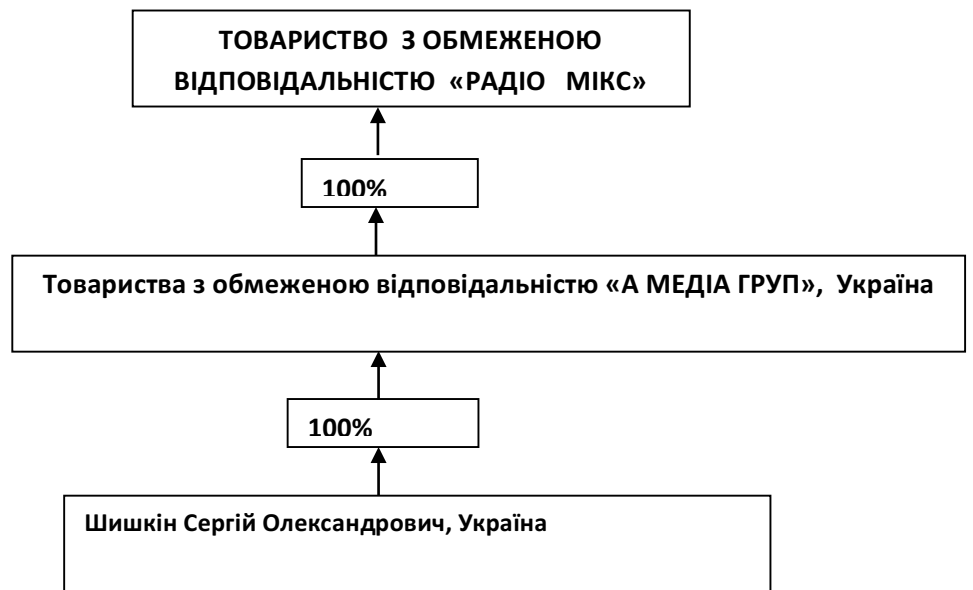 ТОВАРИСТВО З ОБМЕЖЕНОЮ
ВІДПОВІДАЛЬНІСТЮ «РАДІО МІКС»
100%
Товариства з обмеженою відповідальністю «А МЕДІА ГРУП», Україна
100%
Шишкін Сергій Олександрович, Україна